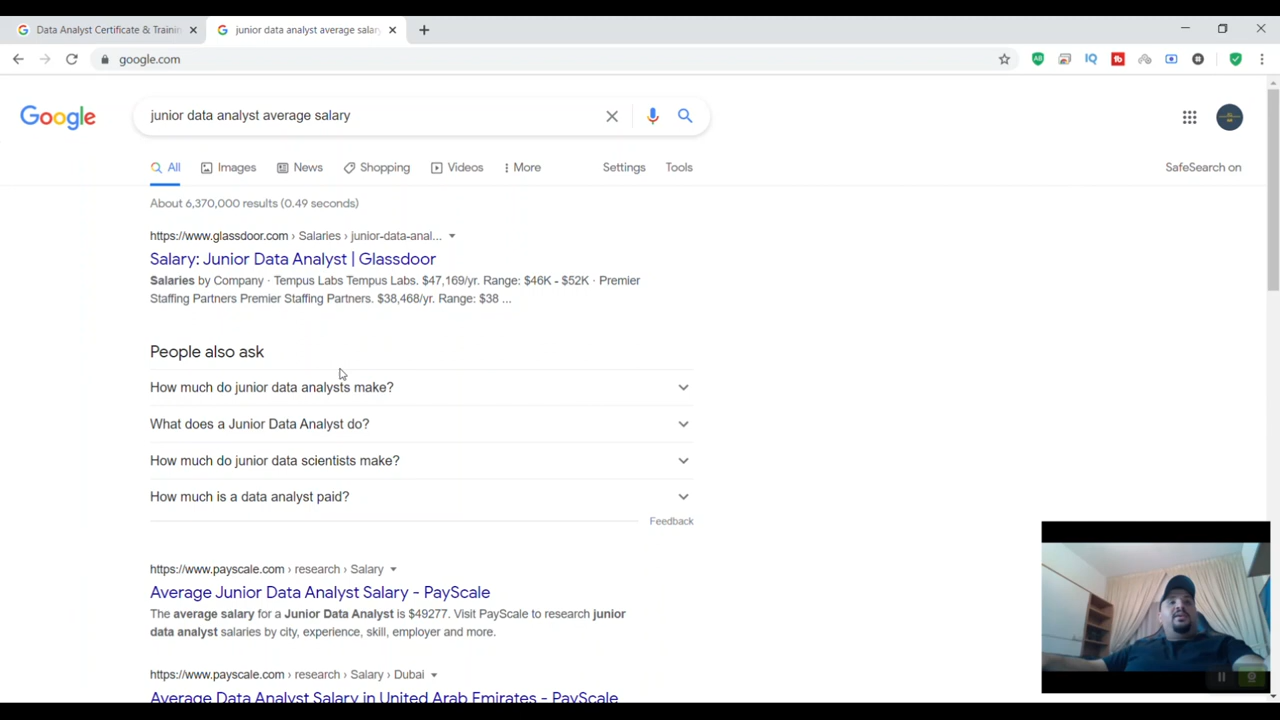 Data Analyst Certificate & Trainin
junior data analyst average salary
google.com
Google
junior data analyst average salary
All Images News Shopping Videos More Settings Tools SafeSearch on
About 6,370,000 results (0.49 seconds)
https://www.glassdoor.com › Salaries › junior-data-anal...
Salary: Junior Data Analyst | Glassdoor
Salaries by Company · Tempus Labs Tempus Labs. $47,169/yr. Range: $46K - $52K · Premier
Staffing Partners Premier Staffing Partners. $38,468/yr. Range: $38 ...
People also ask
How much do junior data analysts make?
What does a Junior Data Analyst do?
How much do junior data scientists make?
How much is a data analyst paid?
Feedback
https://www.payscale.com › research › Salary
Average Junior Data Analyst Salary - PayScale
The average salary for a Junior Data Analyst is $49277. Visit PayScale to research junior
data analyst salaries by city, experience, skill, employer and more.
https://www.payscale.com › research › Salary › Dubai
Average Data Analyst Salary in United Arab Emirates - PayScale